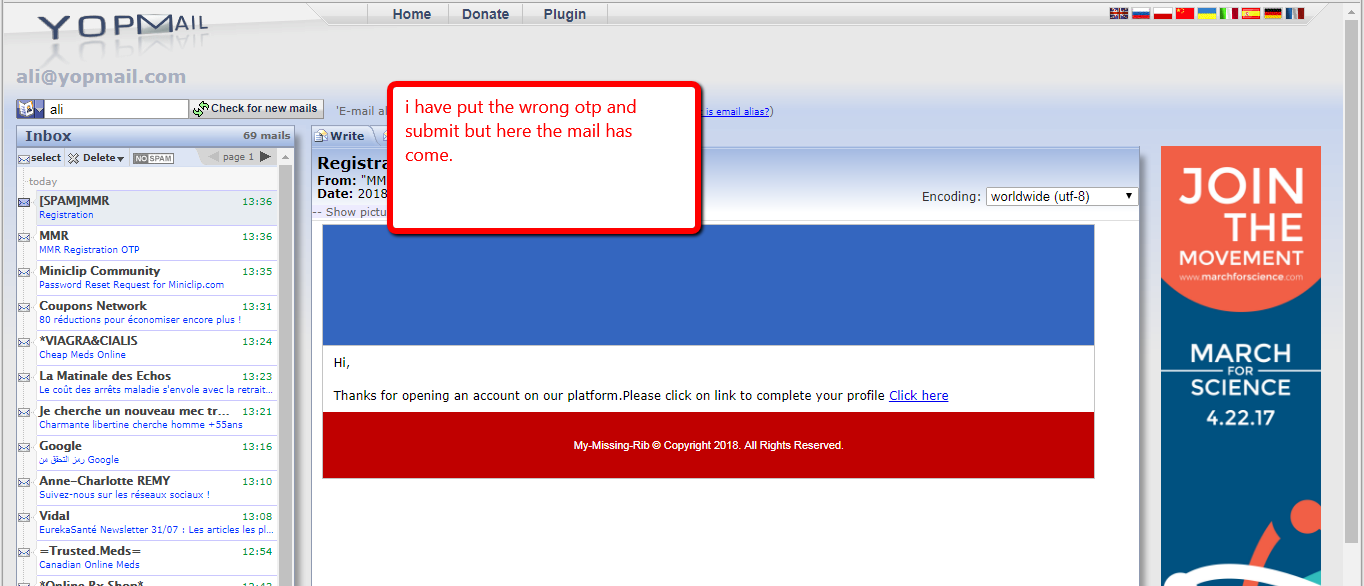 YOPMAIL
Home Donate Plugin
ali@yopmail.com
ali
Check for new mails
'E-mail al
is email alias?)
i have put the wrong otp and
submit but here the mail has
come.
Inbox 69 mails
select Delete NO SPAM page 1
today
[SPAM]MMR 13:36
Registration
MMR 13:36
MMR Registration OTP
Miniclip Community 13:35
Password Reset Request for Miniclip.com
Coupons Network 13:31
80 réductions pour économiser encore plus !
*VIAGRA&CIALIS 13:24
Cheap Meds Online
La Matinale des Echos 13:23
Le coût des arrêts maladie s'envole avec la retrait...
Je cherche un nouveau mec tr... 13:21
Charmante libertine cherche homme +55ans
Google 13:16
رمز التحقق من Google
Anne-Charlotte REMY 13:10
Suivez-nous sur les réseaux sociaux !
Vidal 13:08
EurekaSanté Newsletter 31/07 : Les articles les pl...
=Trusted.Meds= 12:54
Canadian Online Meds
*Online Rx Shop*
Write
Registra
From: "MM
Date: 2018
-- Show pictu
Encoding: worldwide (utf-8)
Hi,
Thanks for opening an account on our platform.Please click on link to complete your profile Click here
My-Missing-Rib © Copyright 2018. All Rights Reserved.
JOIN
THE
MOVEMENT
www.marchforscience.com
MARCH
FOR
SCIENCE
4.22.17